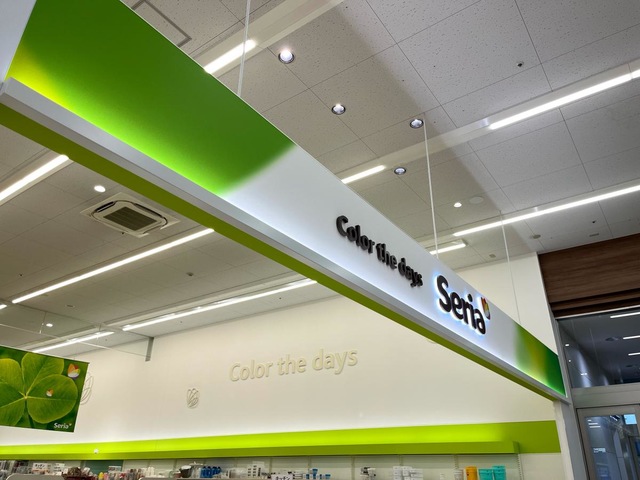 Color the days
Seria
Color the days
Seria